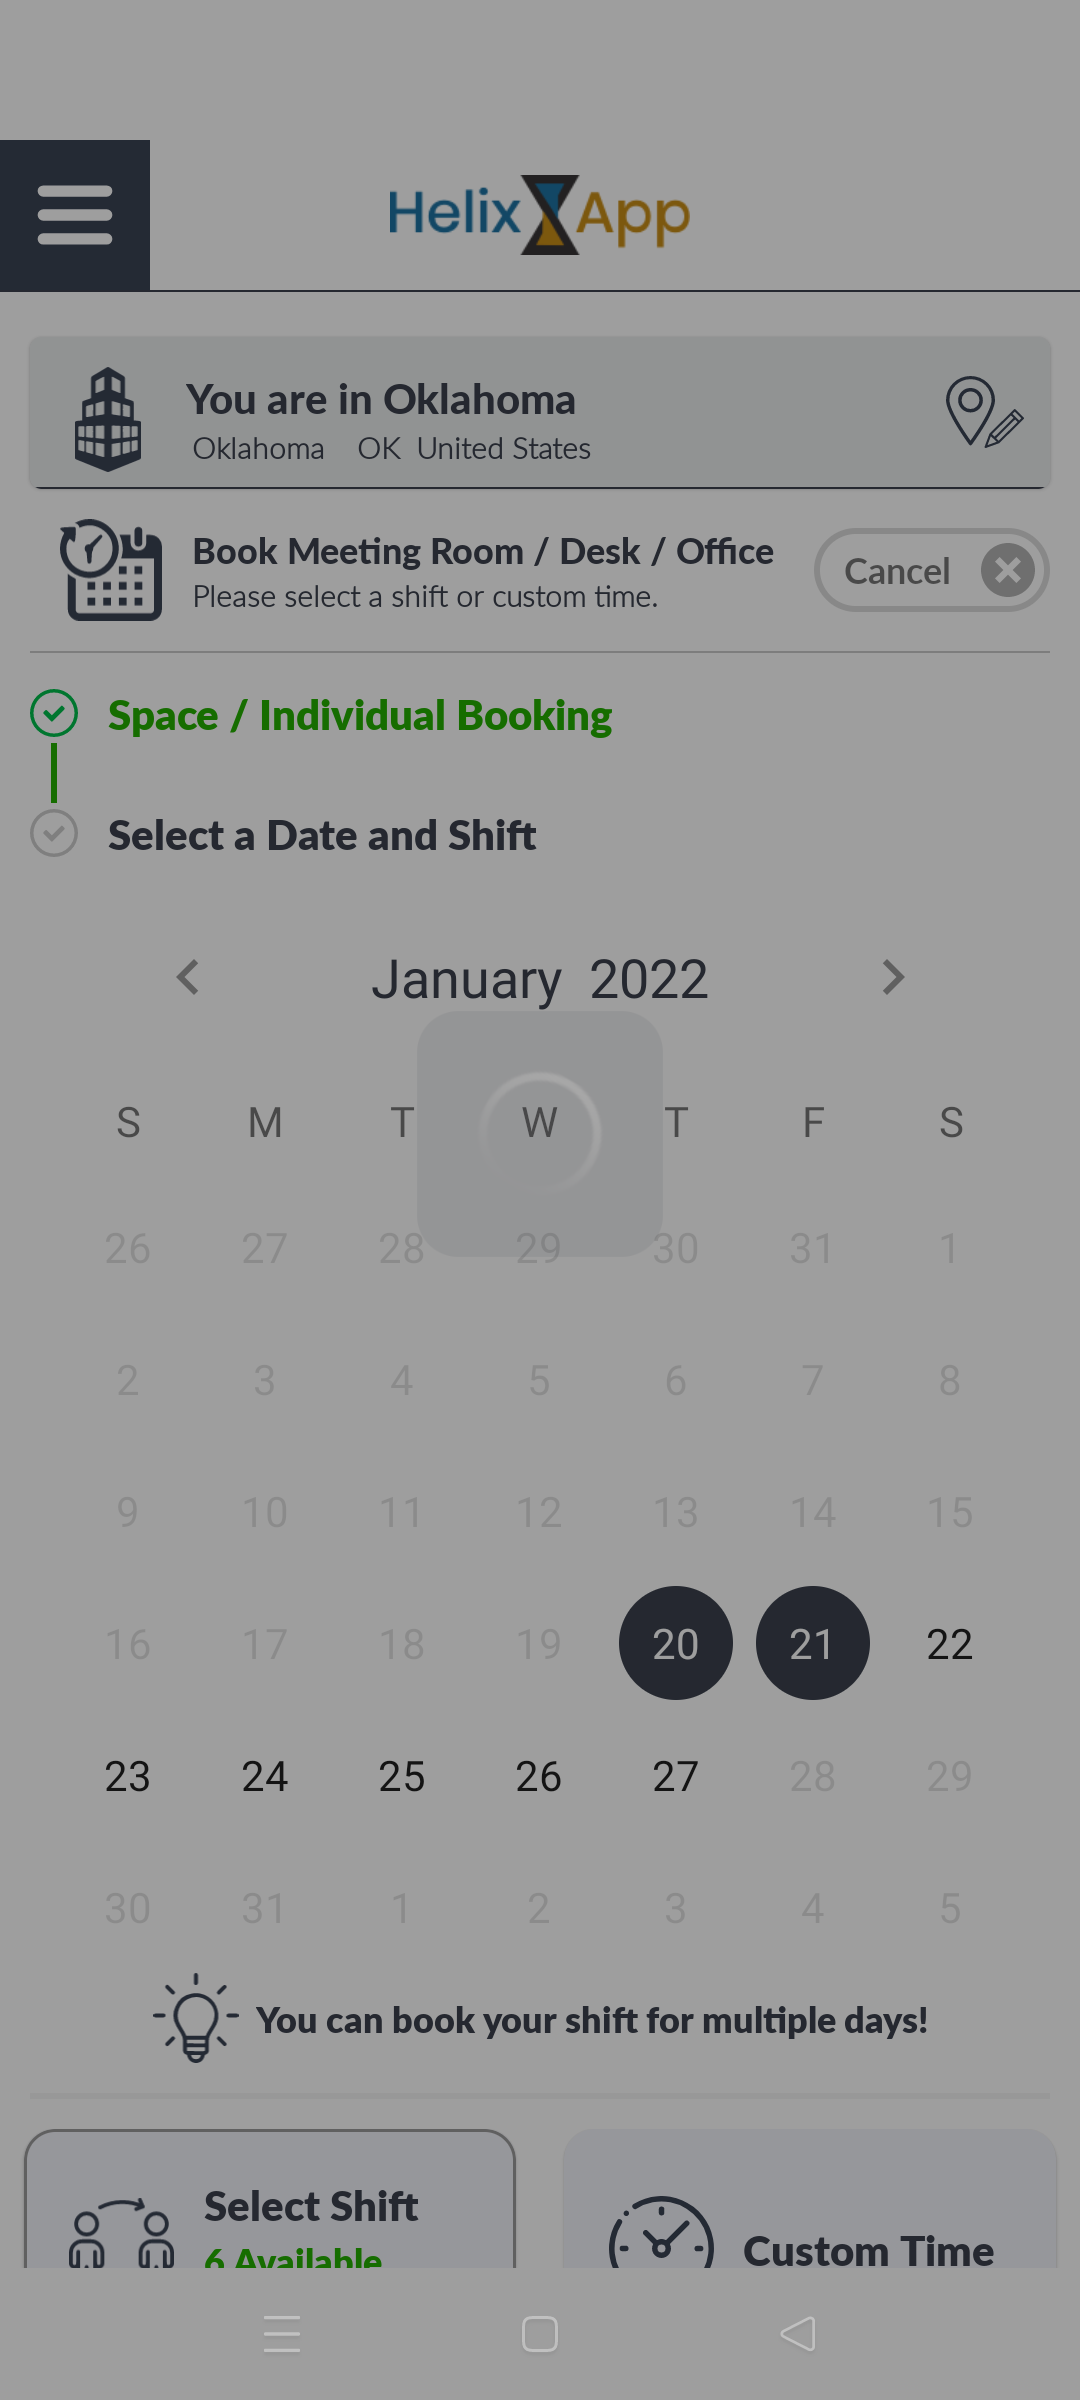 Helix App
You are in Oklahoma
Oklahoma OK United States
Book Meeting Room / Desk / Office
Please select a shift or custom time.
Cancel
Space / Individual Booking
Select a Date and Shift
January 2022
S M T W T F S
26 27 28 29 30 31 1
2 3 4 5 6 7 8
9 10 11 12 13 14 15
16 17 18 19 20 21 22
23 24 25 26 27 28 29
30 31 1 2 3 4 5
You can book your shift for multiple days!
Select Shift
6 Available
Custom Time